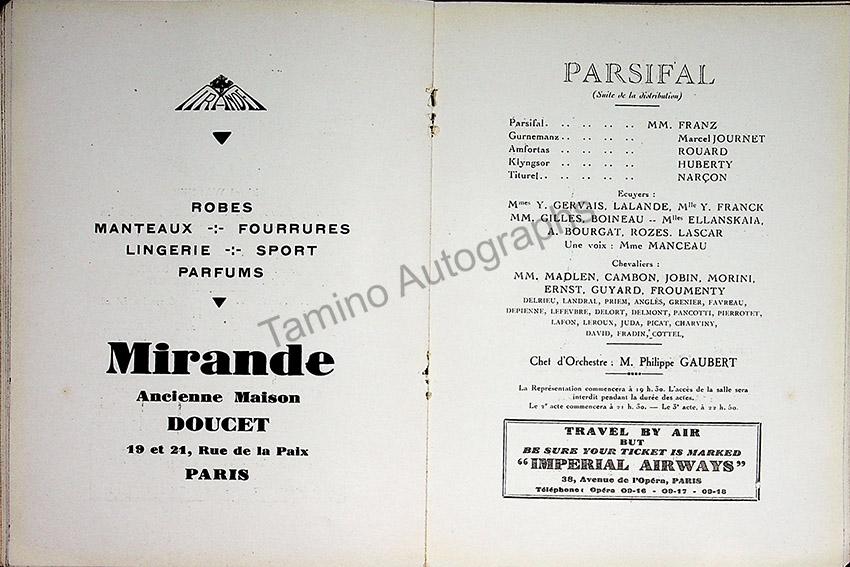 MIRANDE
ROBES
MANTEAUX -:- FOURRURES
LINGERIE -:- SPORT
PARFUMS
Mirande
Ancienne Maison
DOUCET
19 et 21, Rue de la Paix
PARIS
PARSIFAL
(Suite de la distribution)
Parsifal. .. .. .. .. .. MM. FRANZ
Gurnemanz .. .. .. .. .. Marcel JOURNET
Amfortas .. .. .. .. .. ROUARD
Klyngsor .. .. .. .. .. HUBERTY
Titurel .. .. .. .. .. NARÇON
Ecuyers :
Mmes Y. GERVAIS, LALANDE, Mlle Y. FRANCK
MM. GILLES, BOINEAU -- Mlles ELLANSKAIA,
A. BOURGAT, ROZES, LASCAR
Une voix : Mme MANCEAU
Chevaliers :
MM. MADLEN, CAMBON, JOBIN, MORINI,
ERNST, GUYARD, FROUMENTY
DELRIEU, LANDRAL, PRIEM, ANGLÈS, GRENIER, FAVREAU,
DEPIENNE, LEFEVBRE, DELORT, DELMONT, PANCOTTI, PIERROTET,
LAFON, LEROUX, JUDA, PICAT, CHARVINY,
DAVID, FRADIN, COTTEL,
Chef d'Orchestre : M. Philippe GAUBERT
La Représentation commencera à 19 h. 30. L'accès de la salle sera
interdit pendant la durée des actes.
Le 2e acte commencera à 21 h. 30. — Le 3e acte, à 22 h. 50.
TRAVEL BY AIR
BUT
BE SURE YOUR TICKET IS MARKED
"IMPERIAL AIRWAYS"
38, Avenue de l'Opéra, PARIS
Téléphone : Opéra 09-16 - 09-17 - 09-18
Tamino Autographs